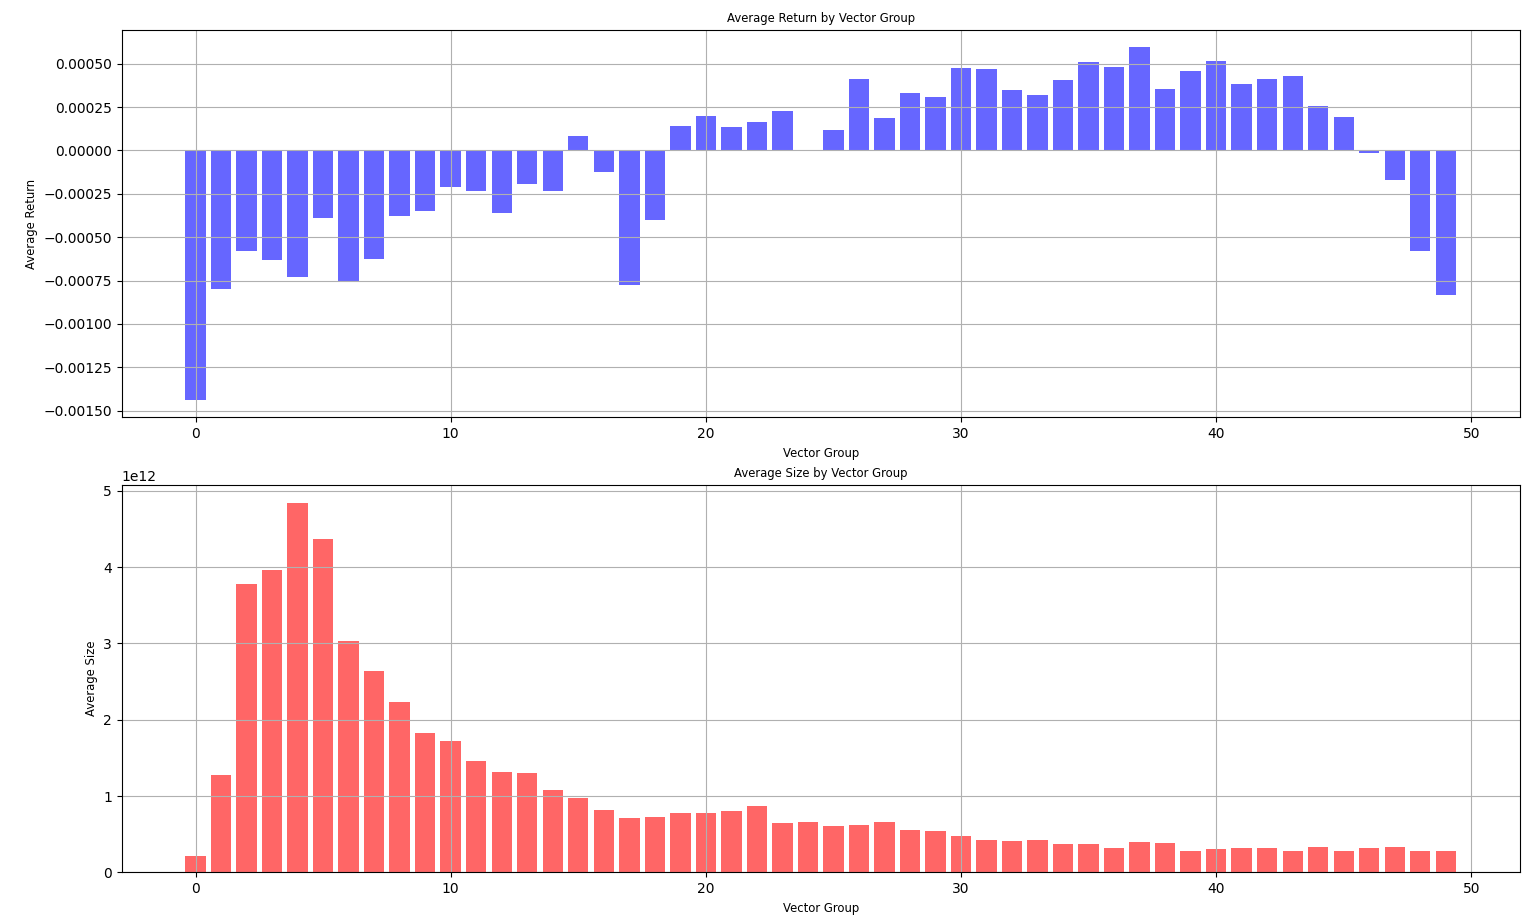 Average Return by Vector Group
0.00050
0.00025
0.00000
−0.00025
−0.00050
−0.00075
−0.00100
−0.00125
−0.00150
Average Return
0 10 20 30 40 50
Vector Group
Average Size by Vector Group
1e12
5
4
3
2
1
0
Average Size
0 10 20 30 40 50
Vector Group